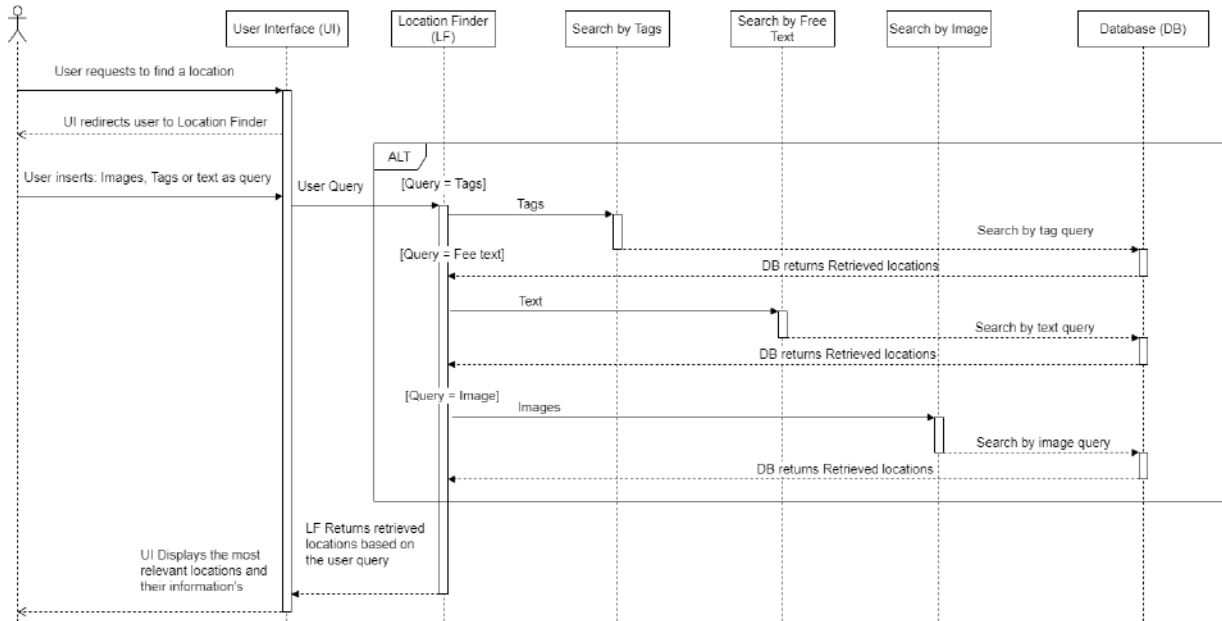 User Interface (UI)
Location Finder
(LF)
Search by Tags
Search by Free
Text
Search by Image
Database (DB)
User requests to find a location
UI redirects user to Location Finder
ALT
User inserts: Images, Tags or text as query
User Query
[Query = Tags]
Tags
Search by tag query
[Query = Fee text]
DB returns Retrieved locations
Text
Search by text query
DB returns Retrieved locations
[Query = Image]
Images
Search by image query
DB returns Retrieved locations
LF Returns retrieved
locations based on
the user query
UI Displays the most
relevant locations and
their information's